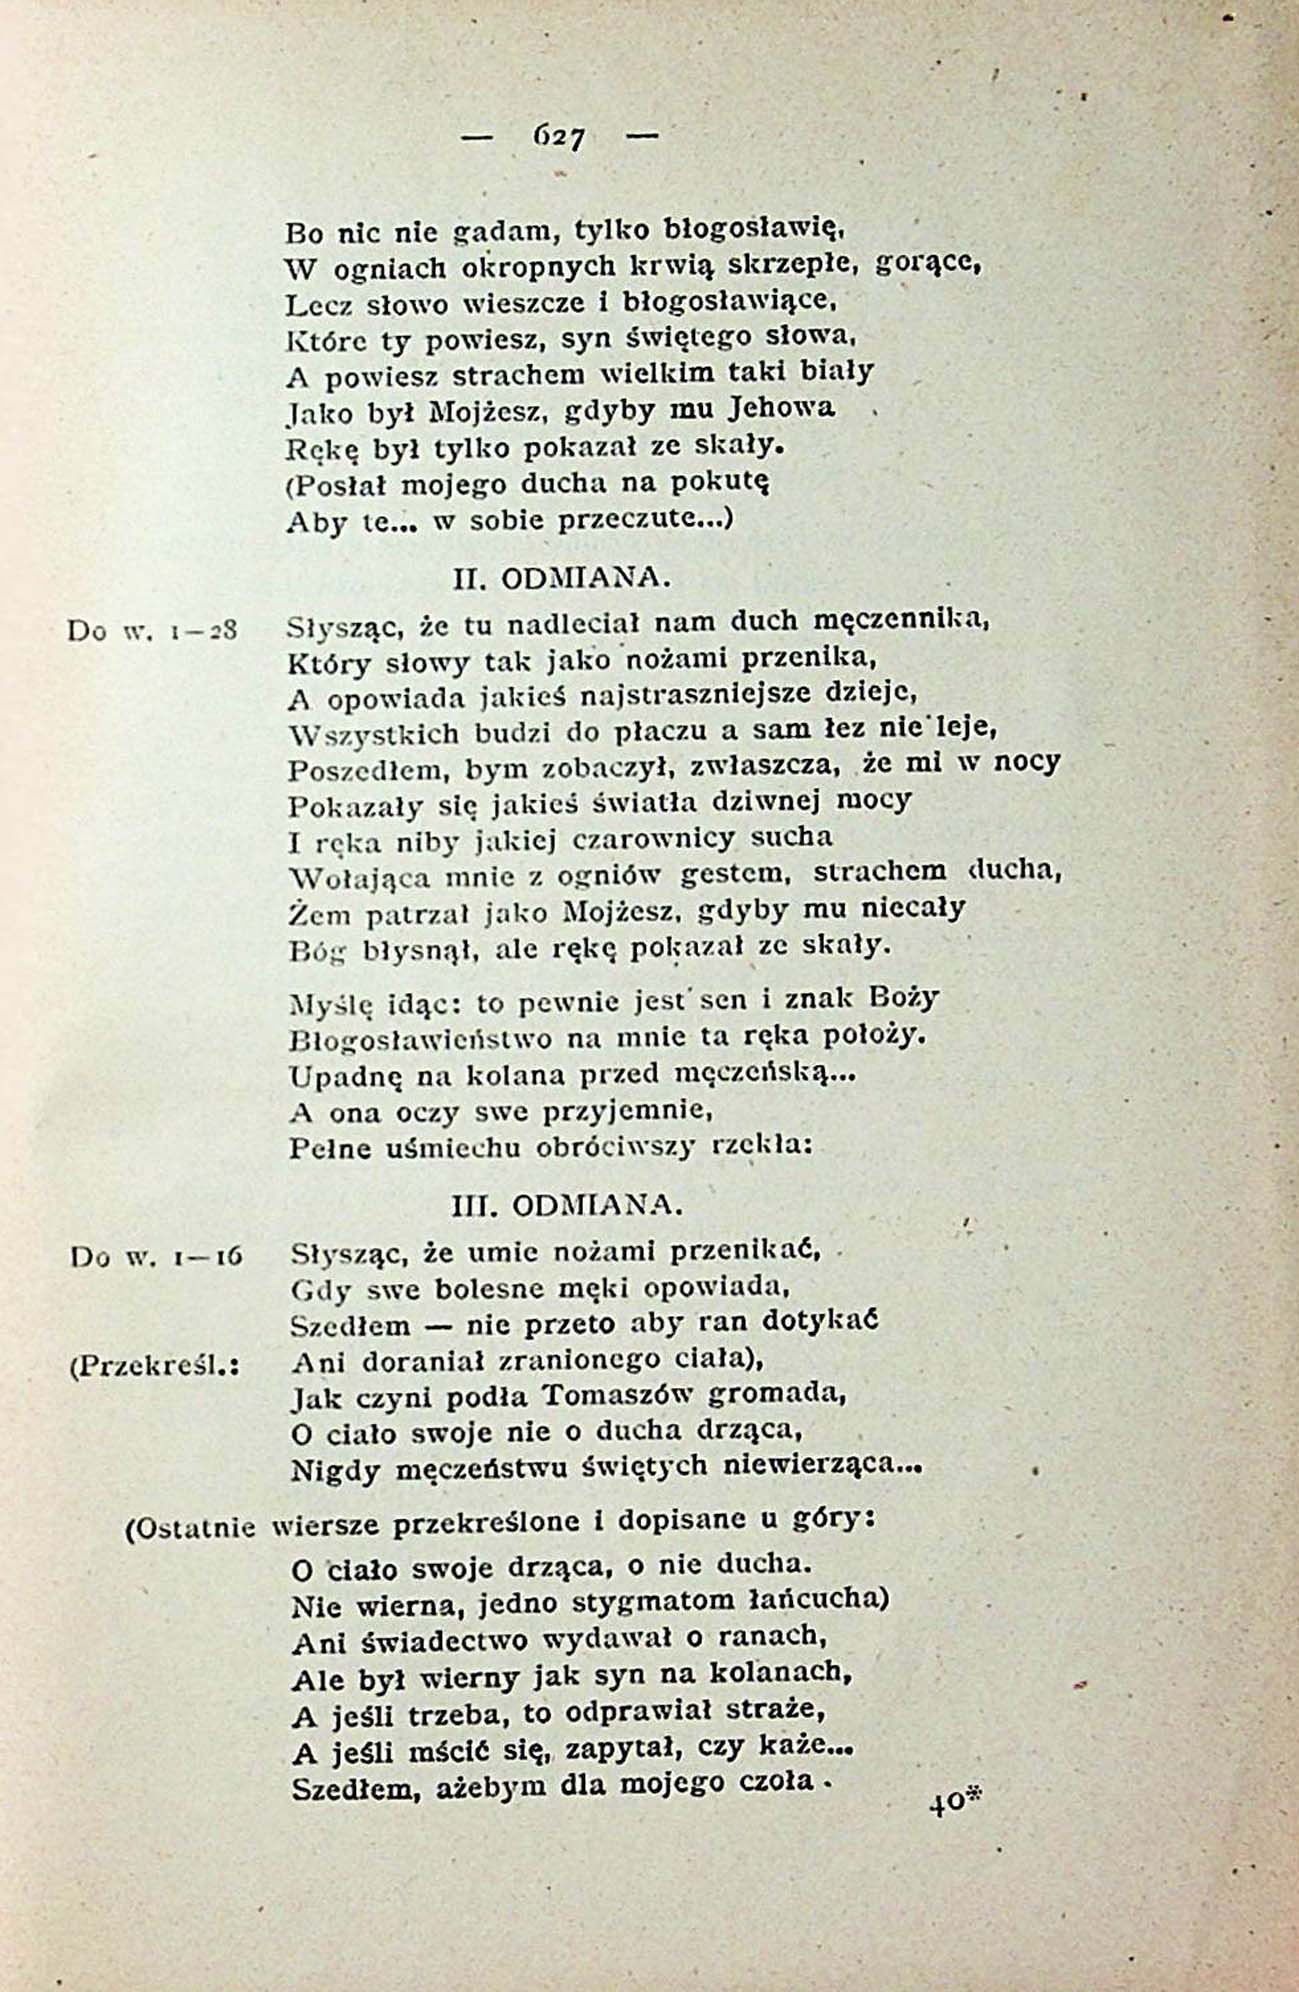 — 627 —
Bo nic nie gadam, tylko błogosławię,
W ogniach okropnych krwią skrzepłe, gorące,
Lecz słowo wieszcze i błogosławiące,
Które ty powiesz, syn świętego słowa,
A powiesz strachem wielkim taki biały
Jako był Mojżesz, gdyby mu Jehowa
Rękę był tylko pokazał ze skały.
(Posłał mojego ducha na pokutę
Aby te... w sobie przeczute...)
II. ODMIANA.
Do w. 1—28 Słysząc, że tu nadleciał nam duch męczennika,
Który słowy tak jako nożami przenika,
A opowiada jakieś najstraszniejsze dzieje,
Wszystkich budzi do płaczu a sam łez nie leje,
Poszedłem, bym zobaczył, zwłaszcza, że mi w nocy
Pokazały się jakieś światła dziwnej mocy
I ręka niby jakiej czarownicy sucha
Wołająca mnie z ogniów gestem, strachem ducha,
Żem patrzał jako Mojżesz, gdyby mu niecały
Bóg błysnął, ale rękę pokazał ze skały.
Myślę idąc: to pewnie jest sen i znak Boży
Błogosławieństwo na mnie ta ręka położy.
Upadnę na kolana przed męczeńską...
A ona oczy swe przyjemnie,
Pełne uśmiechu obróciwszy rzekła:
III. ODMIANA.
Do w. 1—16 Słysząc, że umie nożami przenikać,
Gdy swe bolesne męki opowiada,
Szedłem — nie przeto aby ran dotykać
(Przekreśl.: Ani doraniał zranionego ciała),
Jak czyni podła Tomaszów gromada,
O ciało swoje nie o ducha drząca,
Nigdy męczeństwu świętych niewierząca...
(Ostatnie wiersze przekreślone i dopisane u góry:
O ciało swoje drząca, o nie ducha.
Nie wierna, jedno stygmatom łańcucha)
Ani świadectwo wydawał o ranach,
Ale był wierny jak syn na kolanach,
A jeśli trzeba, to odprawiał straże,
A jeśli mścić się, zapytał, czy każe...
Szedłem, ażebym dla mojego czoła .
40*